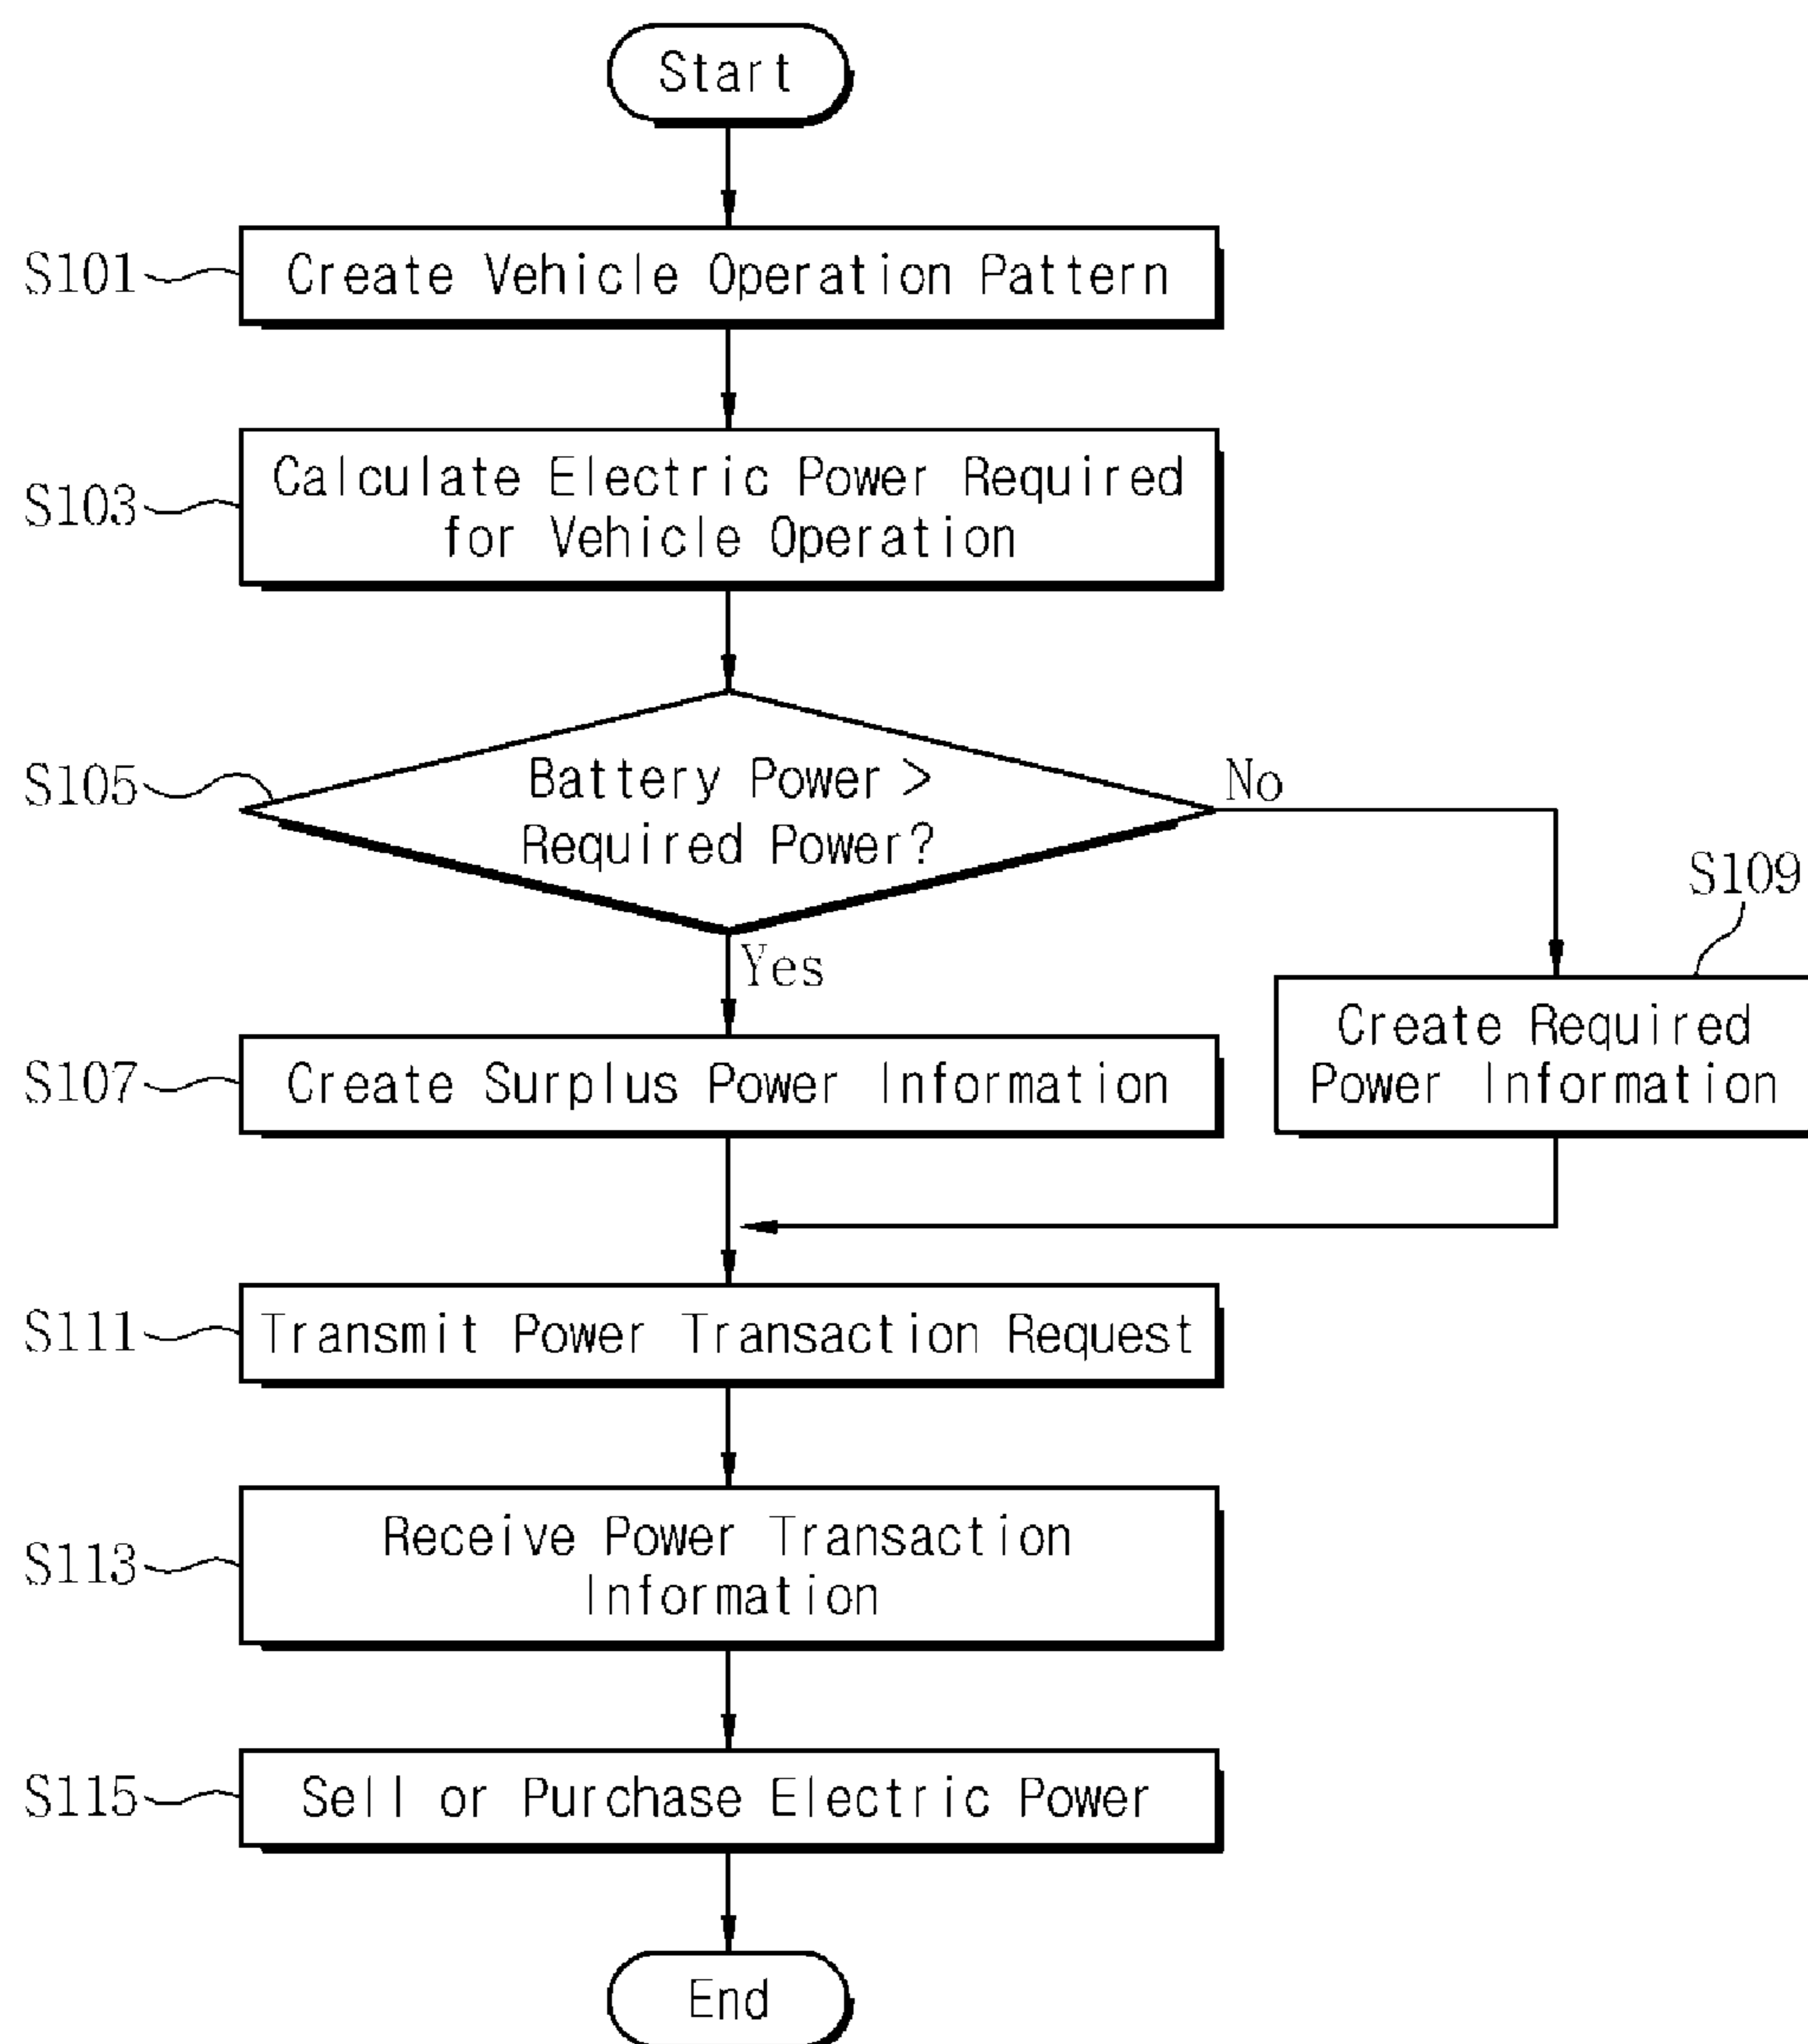 Start
S101
Create Vehicle Operation Pattern
S103
Calculate Electric Power Required
for Vehicle Operation
S105
Battery Power >
Required Power?
No
Yes
S109
Create Required
Power Information
S107
Create Surplus Power Information
S111
Transmit Power Transaction Request
S113
Receive Power Transaction
Information
S115
Sell or Purchase Electric Power
End